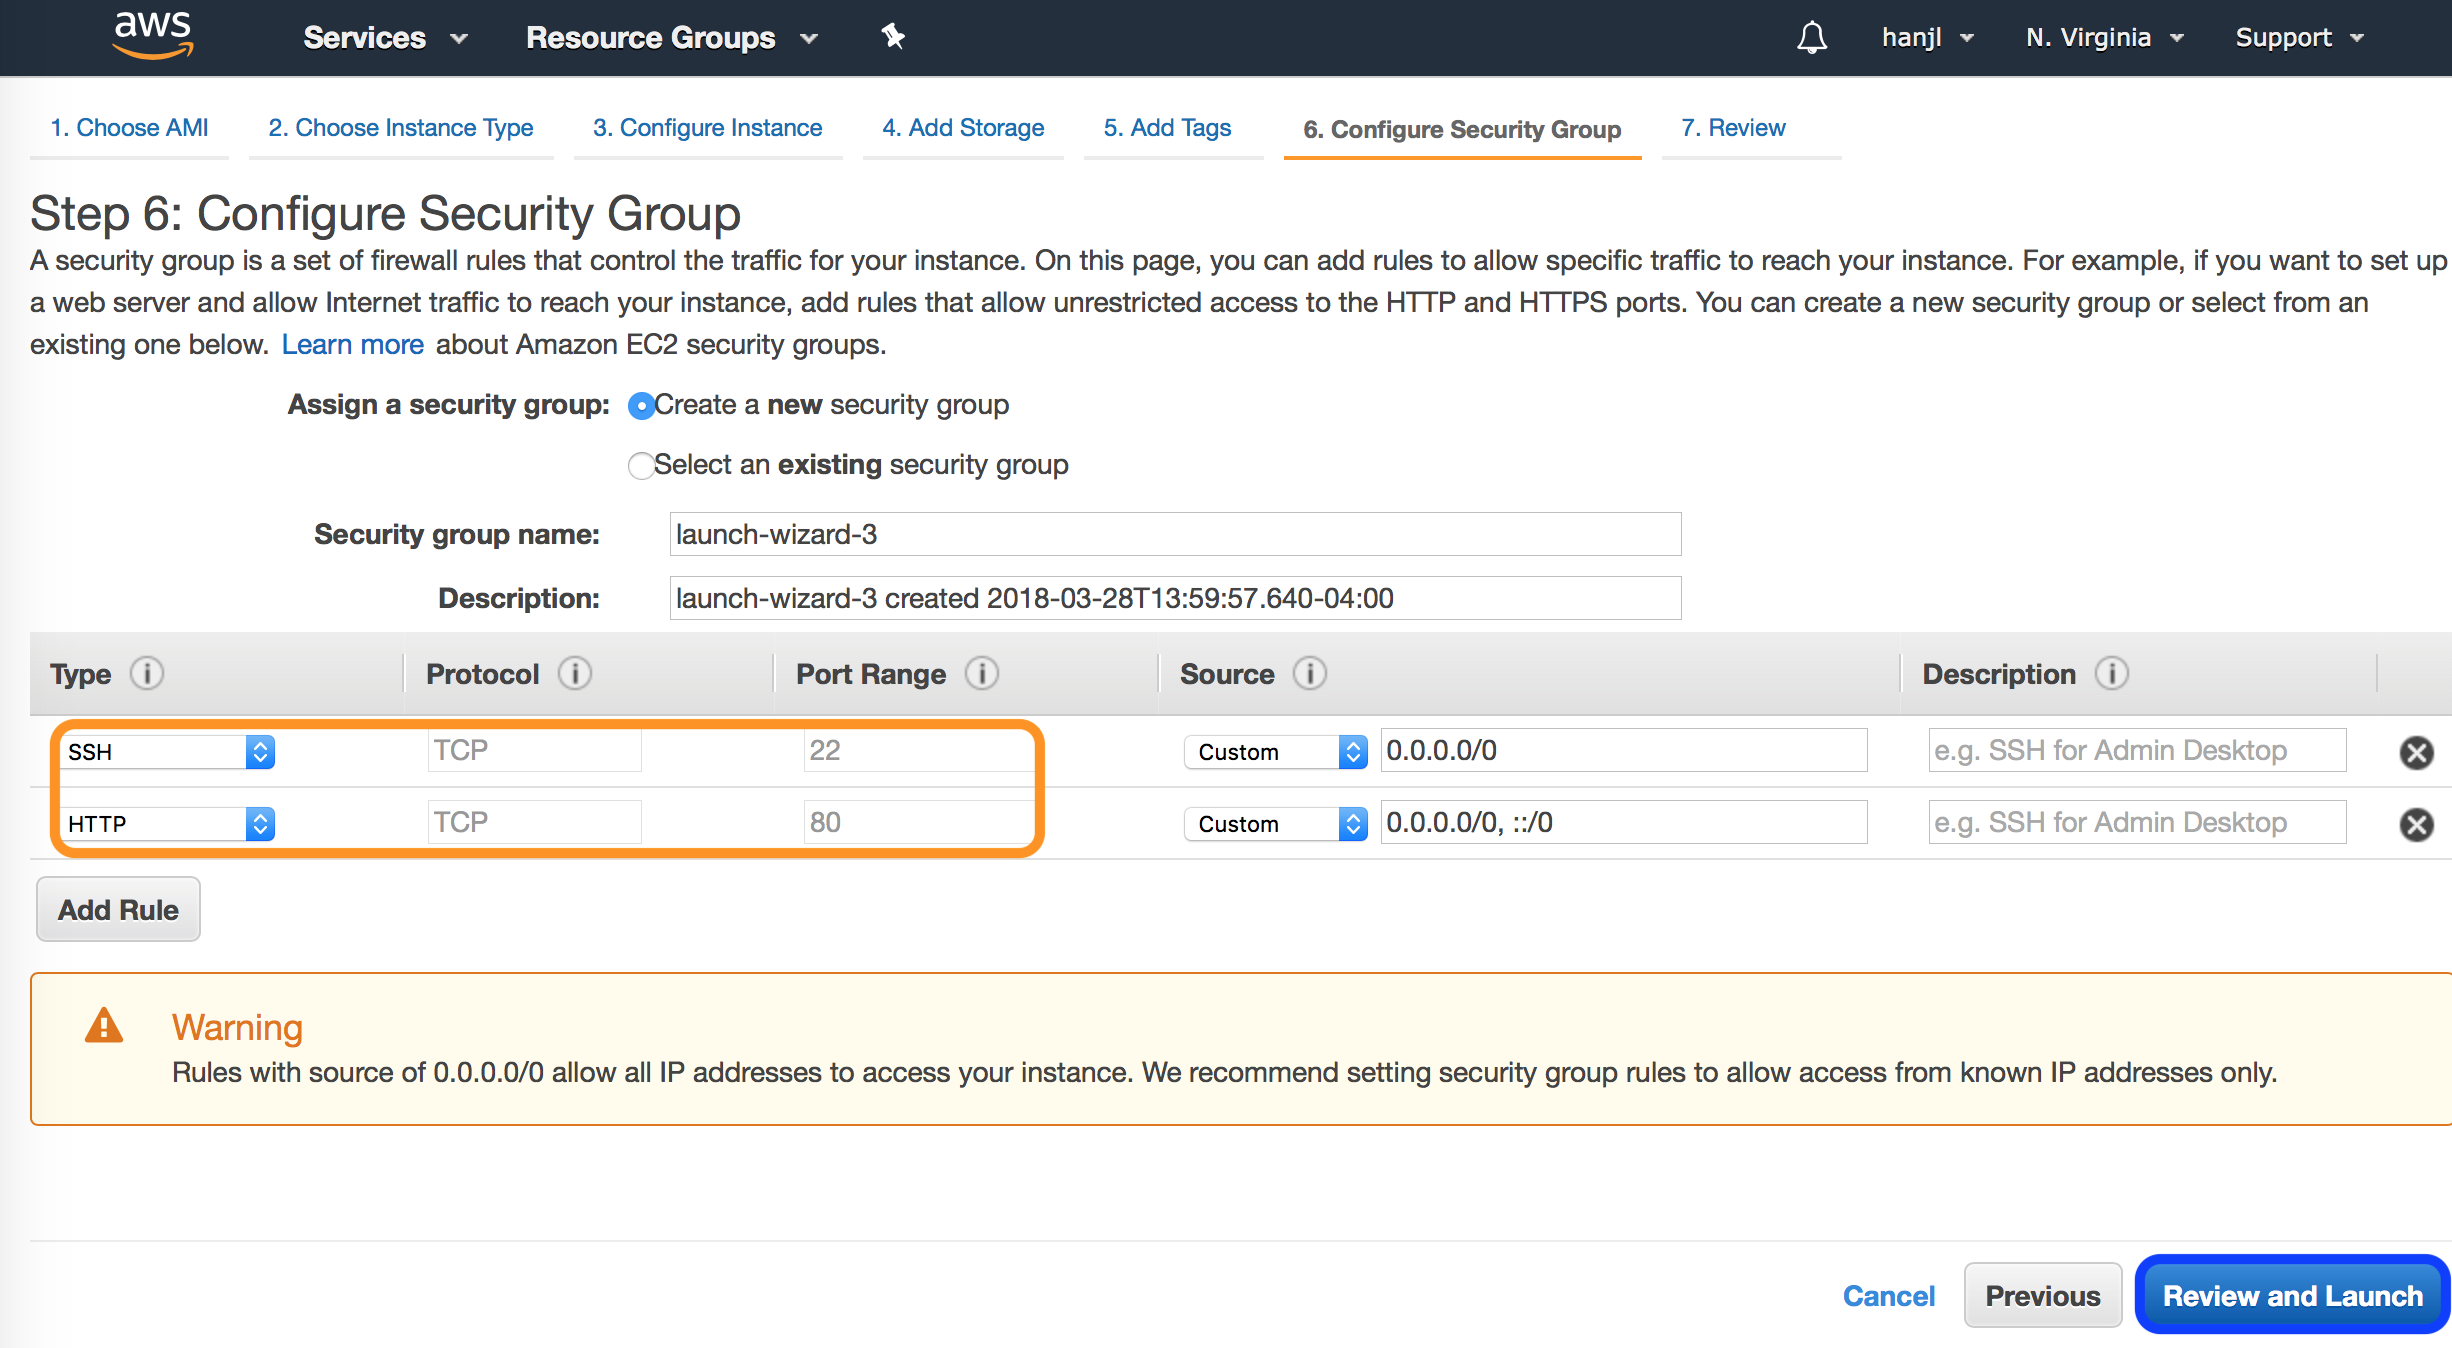 aws
Services
Resource Groups
hanjl
N. Virginia
Support
1. Choose AMI
2. Choose Instance Type
3. Configure Instance
4. Add Storage
5. Add Tags
6. Configure Security Group
7. Review
Step 6: Configure Security Group
A security group is a set of firewall rules that control the traffic for your instance. On this page, you can add rules to allow specific traffic to reach your instance. For example, if you want to set up
a web server and allow Internet traffic to reach your instance, add rules that allow unrestricted access to the HTTP and HTTPS ports. You can create a new security group or select from an
existing one below. Learn more about Amazon EC2 security groups.
Assign a security group: Create a new security group
Select an existing security group
Security group name: launch-wizard-3
Description: launch-wizard-3 created 2018-03-28T13:59:57.640-04:00
Type i Protocol i Port Range i Source i Description i
SSH TCP 22 Custom 0.0.0.0/0 e.g. SSH for Admin Desktop
HTTP TCP 80 Custom 0.0.0.0/0, ::/0 e.g. SSH for Admin Desktop
Add Rule
Warning
Rules with source of 0.0.0.0/0 allow all IP addresses to access your instance. We recommend setting security group rules to allow access from known IP addresses only.
Cancel Previous Review and Launch